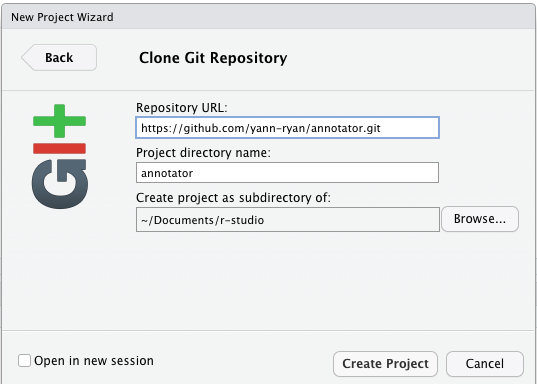 New Project Wizard
Back
Clone Git Repository
git
Repository URL:
https://github.com/yann-ryan/annotator.git
Project directory name:
annotator
Create project as subdirectory of:
~/Documents/r-studio
Browse...
Open in new session
Create Project
Cancel